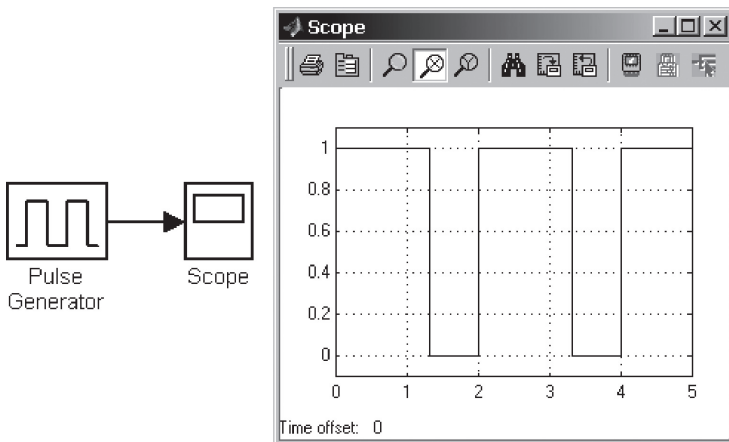 Scope
1
0.8
0.6
0.4
0.2
0
0 1 2 3 4 5
Time offset: 0
Pulse
Generator
Scope